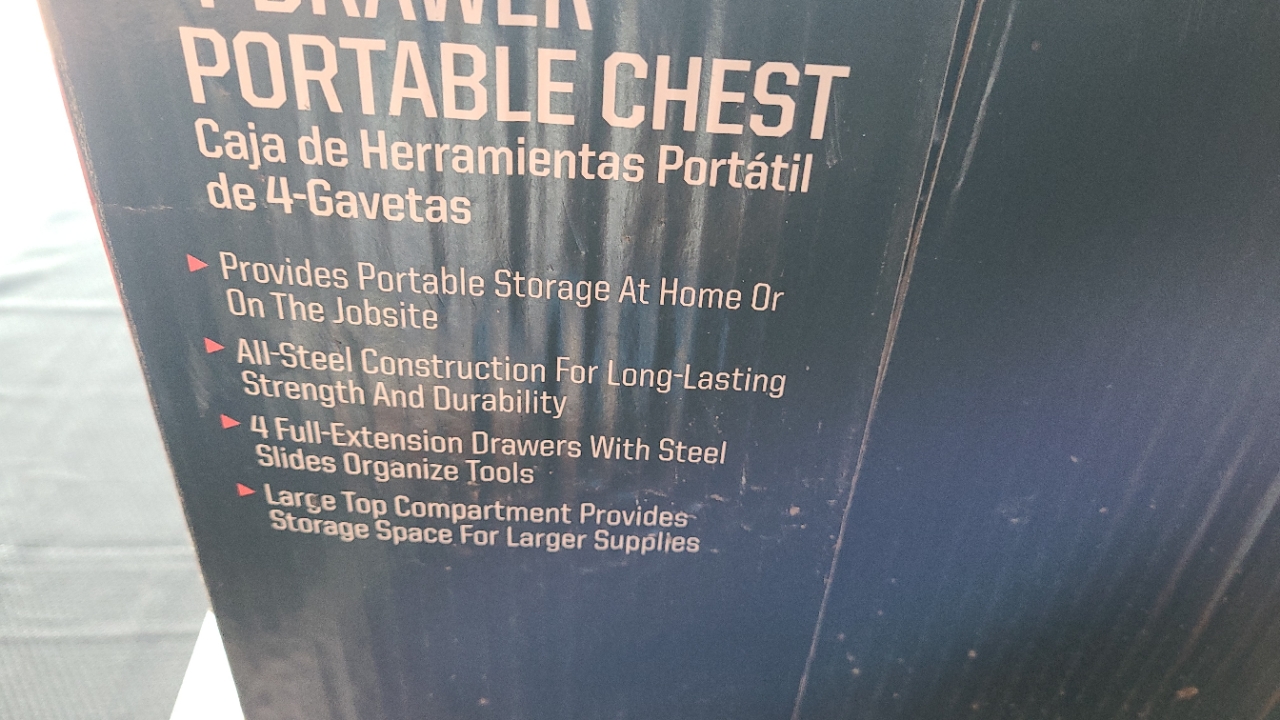 DRAWER
PORTABLE CHEST
Caja de Herramientas Portátil
de 4-Gavetas
Provides Portable Storage At Home Or
On The Jobsite
All-Steel Construction For Long-Lasting
Strength And Durability
4 Full-Extension Drawers With Steel
Slides Organize Tools
Large Top Compartment Provides
Storage Space For Larger Supplies